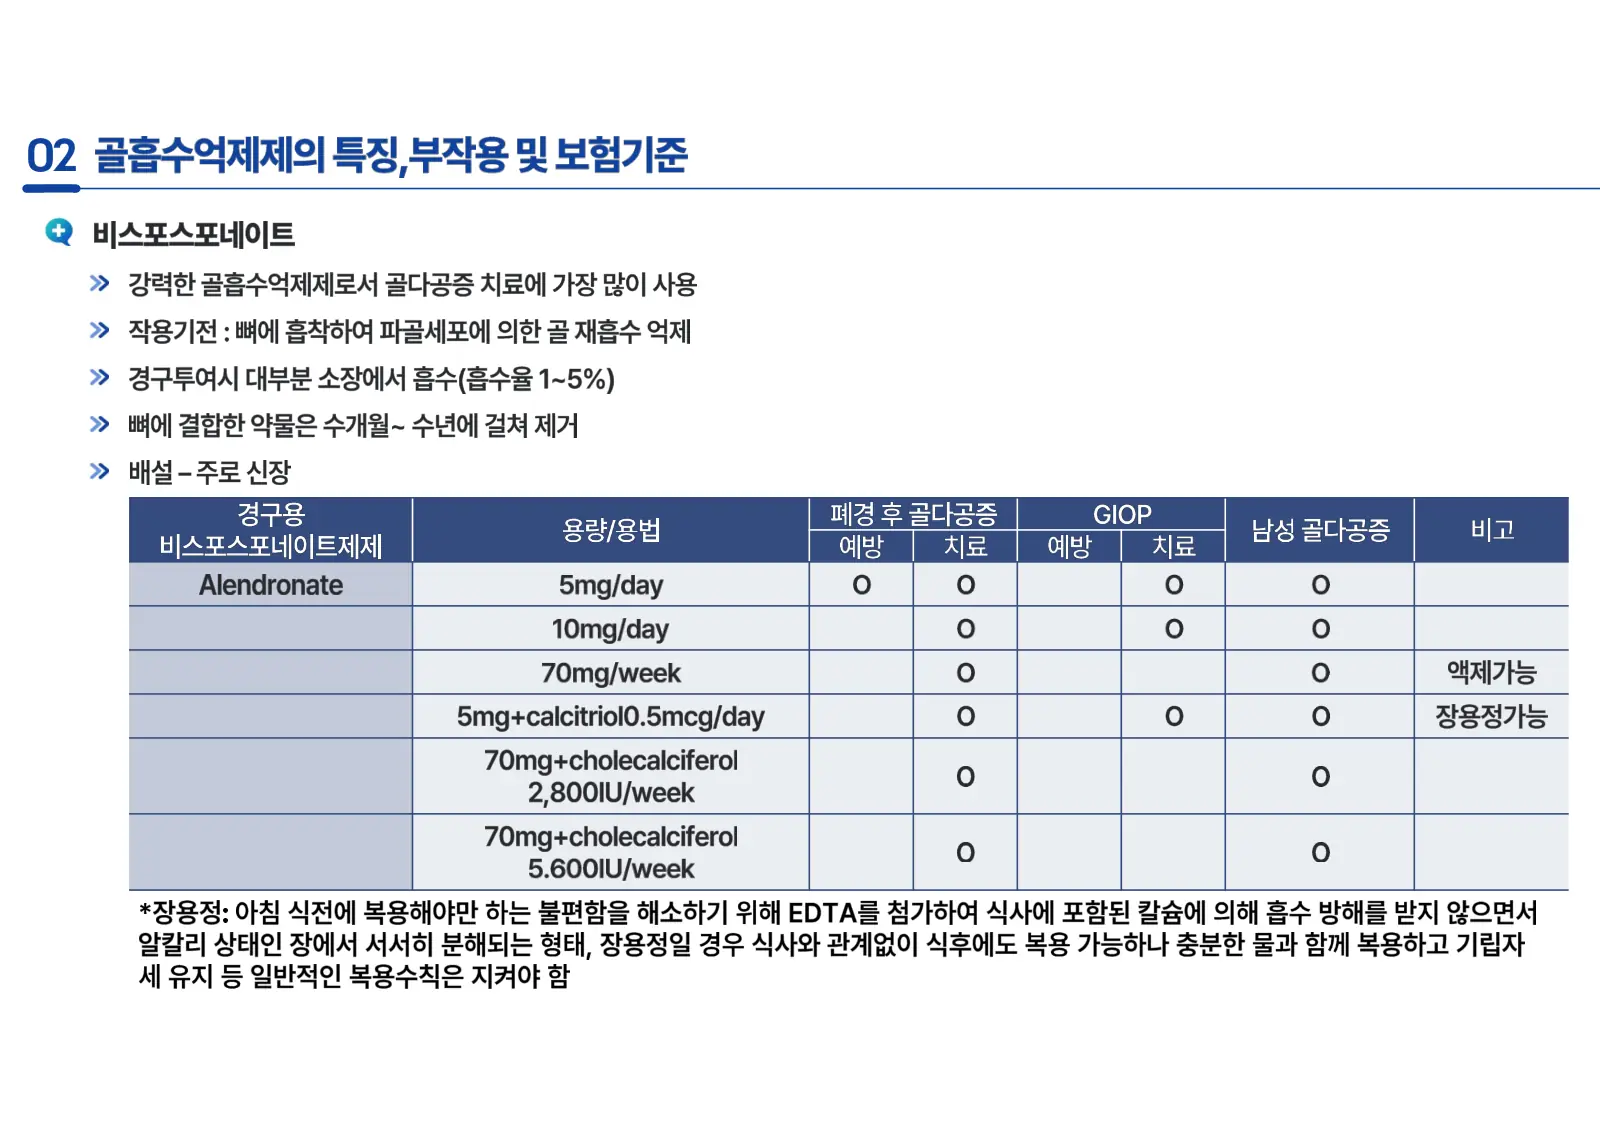 02 골흡수억제제의 특징,부작용 및 보험기준
비스포스포네이트
강력한 골흡수억제제로서 골다공증 치료에 가장 많이 사용
작용기전 : 뼈에 흡착하여 파골세포에 의한 골 재흡수 억제
경구투여시 대부분 소장에서 흡수(흡수율 1~5%)
뼈에 결합한 약물은 수개월~ 수년에 걸쳐 제거
배설 – 주로 신장
경구용
비스포스포네이트제제
용량/용법
폐경 후 골다공증
GIOP
남성 골다공증
비고
예방 치료 예방 치료
Alendronate 5mg/day O O O O
10mg/day O O O
70mg/week O O 액제가능
5mg+calcitriol0.5mcg/day O O O 장용정가능
70mg+cholecalciferol
2,800IU/week O O
70mg+cholecalciferol
5.600IU/week O O
*장용정: 아침 식전에 복용해야만 하는 불편함을 해소하기 위해 EDTA를 첨가하여 식사에 포함된 칼슘에 의해 흡수 방해를 받지 않으면서
알칼리 상태인 장에서 서서히 분해되는 형태, 장용정일 경우 식사와 관계없이 식후에도 복용 가능하나 충분한 물과 함께 복용하고 기립자
세 유지 등 일반적인 복용수칙은 지켜야 함